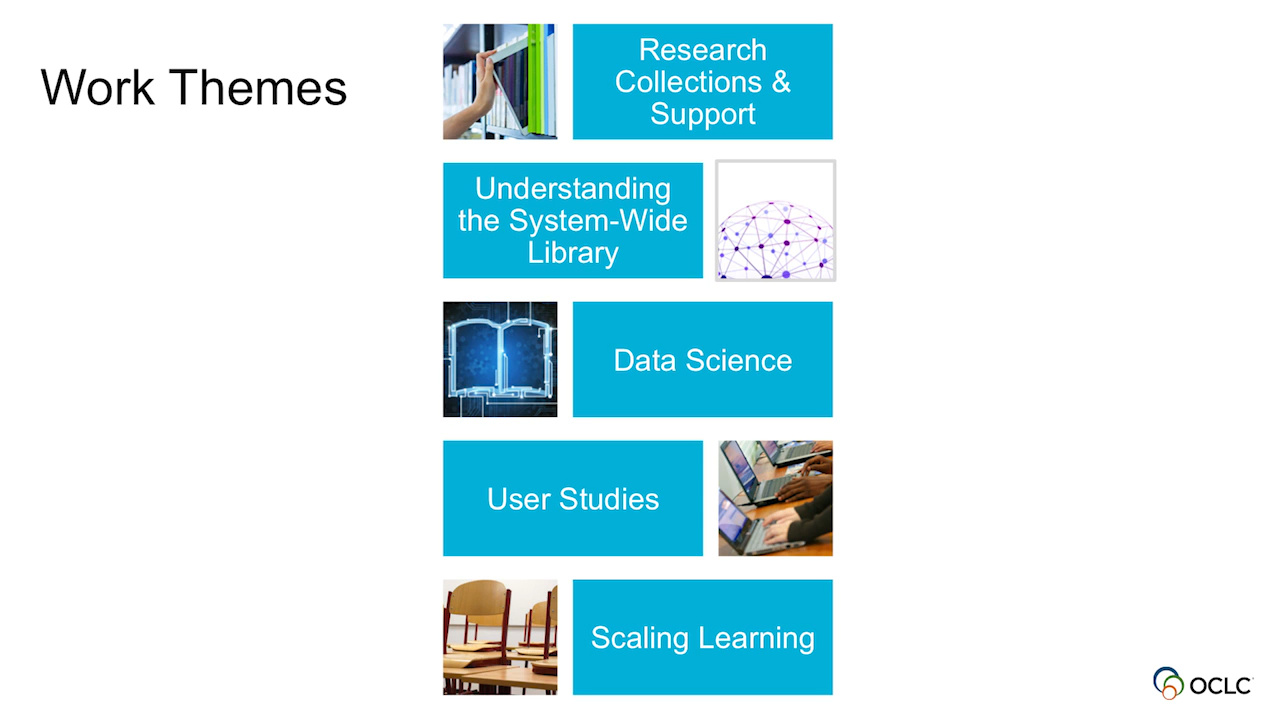 Work Themes
Research
Collections &
Support
Understanding
the System-Wide
Library
Data Science
User Studies
Scaling Learning
OCLC